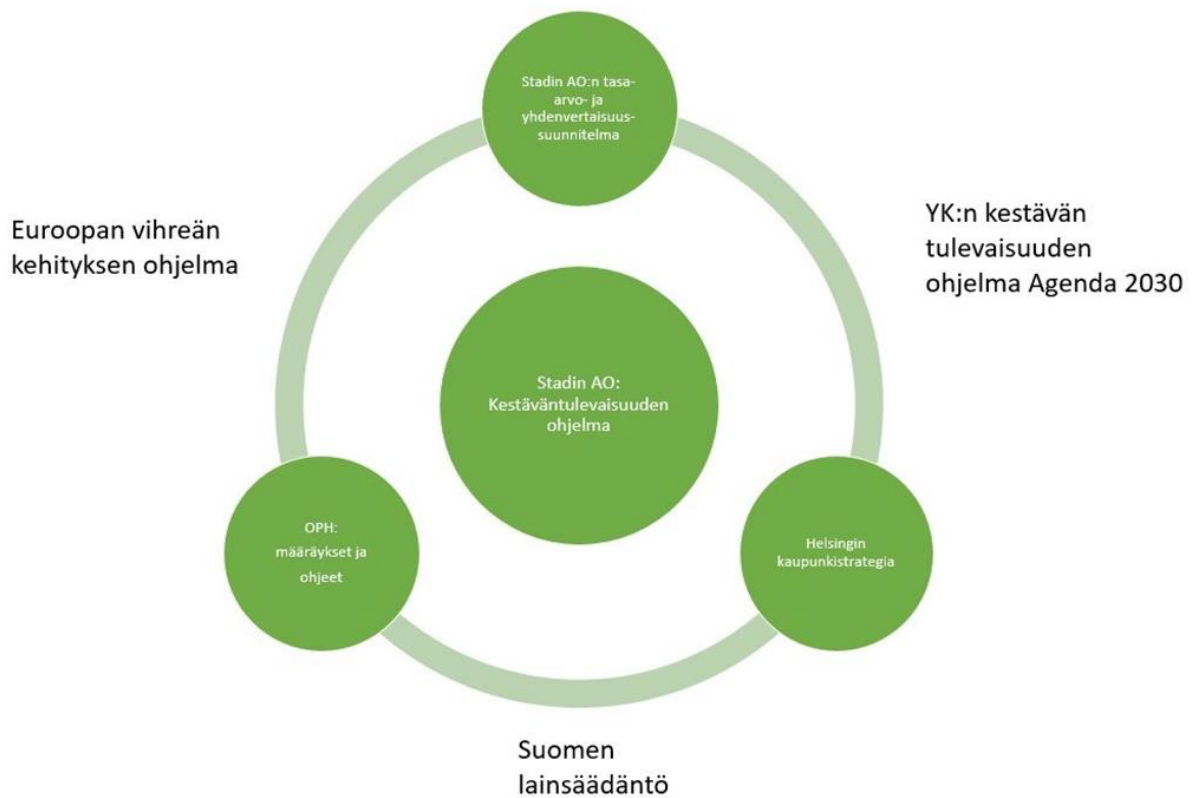 Stadin AO:n tasa-
arvo- ja
yhdenvertaisuus-
suunnitelma
Euroopan vihreän
kehityksen ohjelma
YK:n kestävän
tulevaisuuden
ohjelma Agenda 2030
Stadin AO:
Kestäväntulevaisuuden
ohjelma
OPH:
määräykset ja
ohjeet
Helsingin
kaupunkistrategia
Suomen
lainsäädäntö